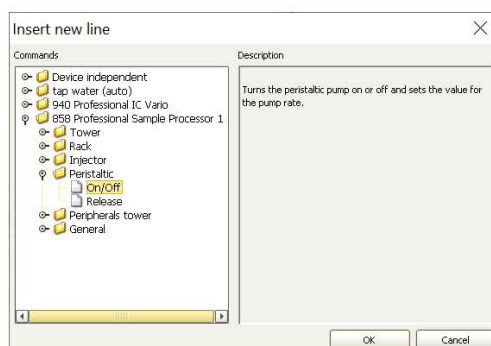 Insert new line
Commands
Description
Device independent
tap water (auto)
940 Professional IC Vario
858 Professional Sample Processor 1
Tower
Rack
Injector
Peristaltic
On/Off
Release
Peripherals tower
General
Turns the peristaltic pump on or off and sets the value for
the pump rate.
OK
Cancel